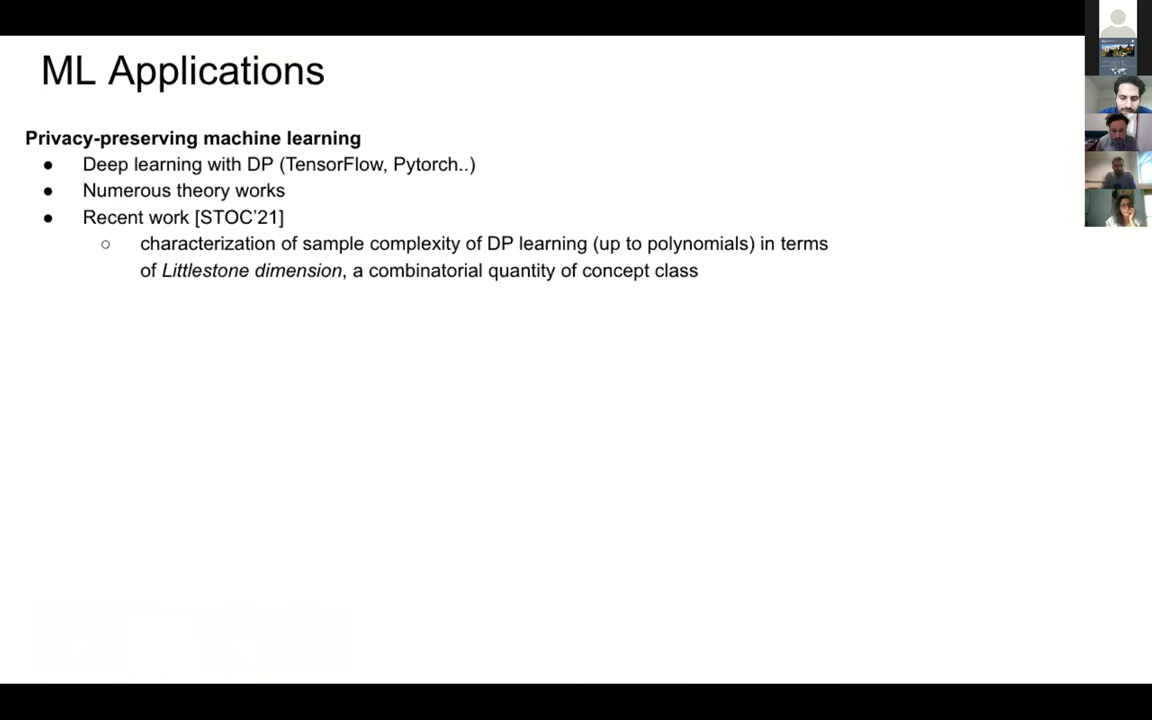 ML Applications
Privacy-preserving machine learning
● Deep learning with DP (TensorFlow, Pytorch..)
● Numerous theory works
● Recent work [STOC'21]
○ characterization of sample complexity of DP learning (up to polynomials) in terms
of Littlestone dimension, a combinatorial quantity of concept class